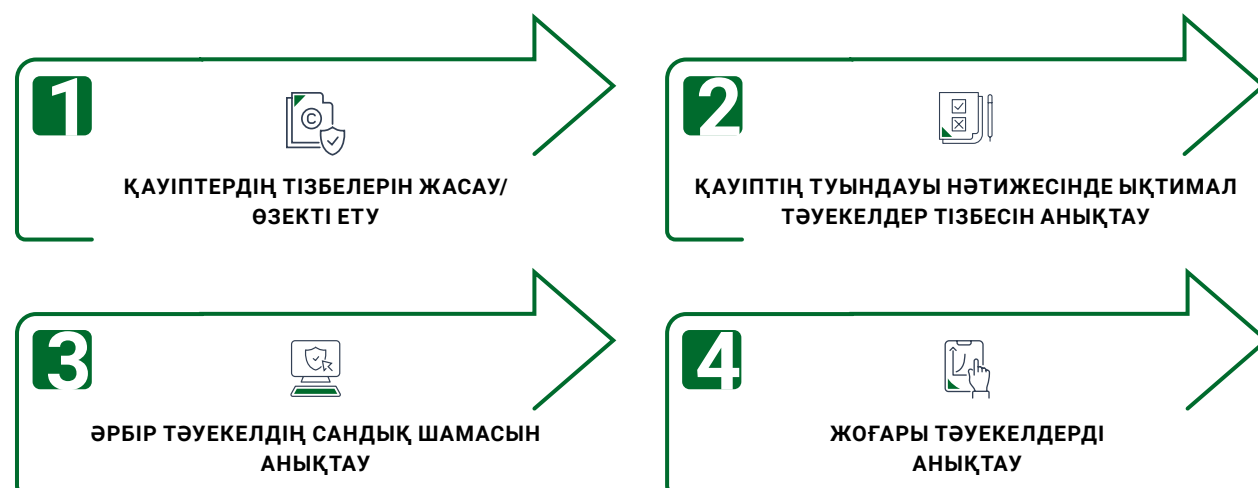 1
ҚАУІПТЕРДІҢ ТІЗБЕЛЕРІН ЖАСАУ/
ӨЗЕКТІ ЕТУ
2
ҚАУІПТІҢ ТУЫНДАУЫ НӘТИЖЕСІНДЕ ЫҚТИМАЛ
ТӘУЕКЕЛДЕР ТІЗБЕСІН АНЫҚТАУ
3
ӘРБІР ТӘУЕКЕЛДІҢ САНДЫҚ ШАМАСЫН
АНЫҚТАУ
4
ЖОҒАРЫ ТӘУЕКЕЛДЕРДІ
АНЫҚТАУ